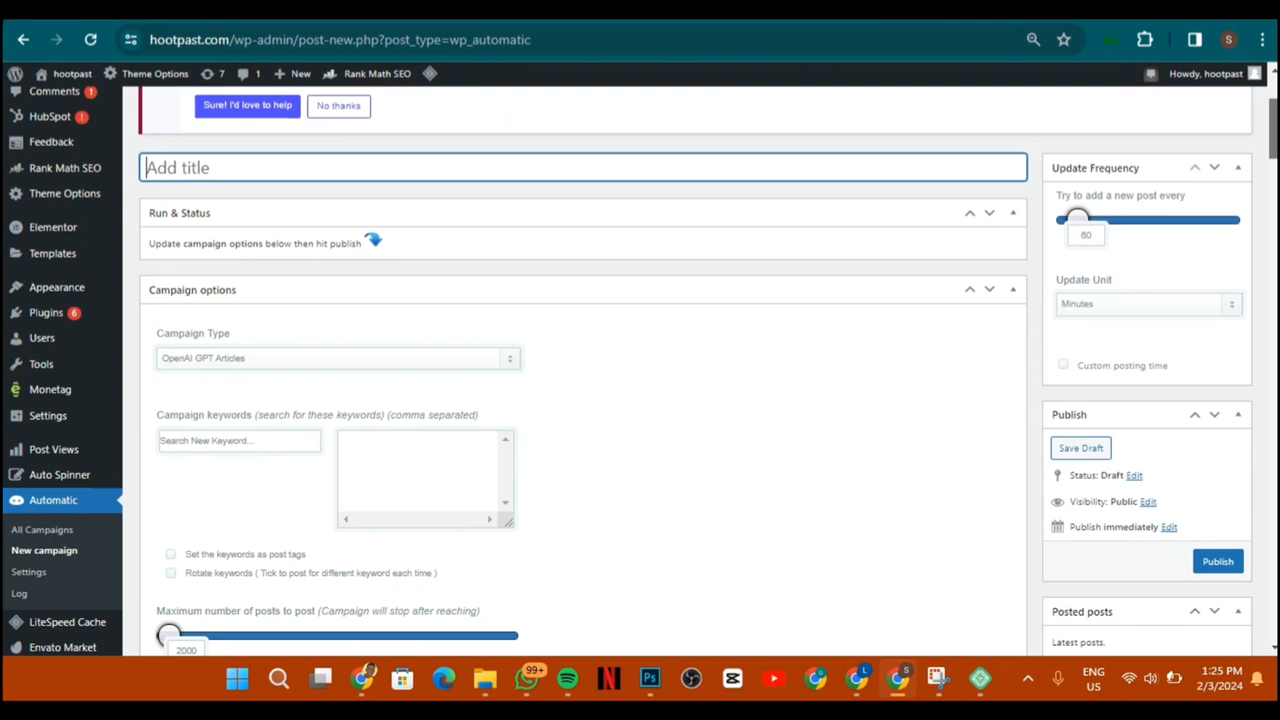 hootpast.com/wp-admin/post-new.php?post_type=wp_automatic
S
hootpast
Theme Options
7
1
New
Rank Math SEO
Howdy, hootpast
Comments 1
HubSpot !
Feedback
Rank Math SEO
Theme Options
Elementor
Templates
Appearance
Plugins 6
Users
Tools
Monetag
Settings
Post Views
Auto Spinner
Automatic
All Campaigns
New campaign
Settings
Log
LiteSpeed Cache
Envato Market
Sure! I'd love to help
No thanks
Add title
Run & Status
Update campaign options below then hit publish
Campaign options
Campaign Type
OpenAI GPT Articles
Campaign keywords (search for these keywords) (comma separated)
Search New Keyword...
Set the keywords as post tags
Rotate keywords ( Tick to post for different keyword each time )
Maximum number of posts to post (Campaign will stop after reaching)
2000
Update Frequency
Try to add a new post every
60
Update Unit
Minutes
Custom posting time
Publish
Save Draft
Status: Draft Edit
Visibility: Public Edit
Publish immediately Edit
Publish
Posted posts
Latest posts.
99+
N
Ps
L
S
ENG
US
1:25 PM
2/3/2024